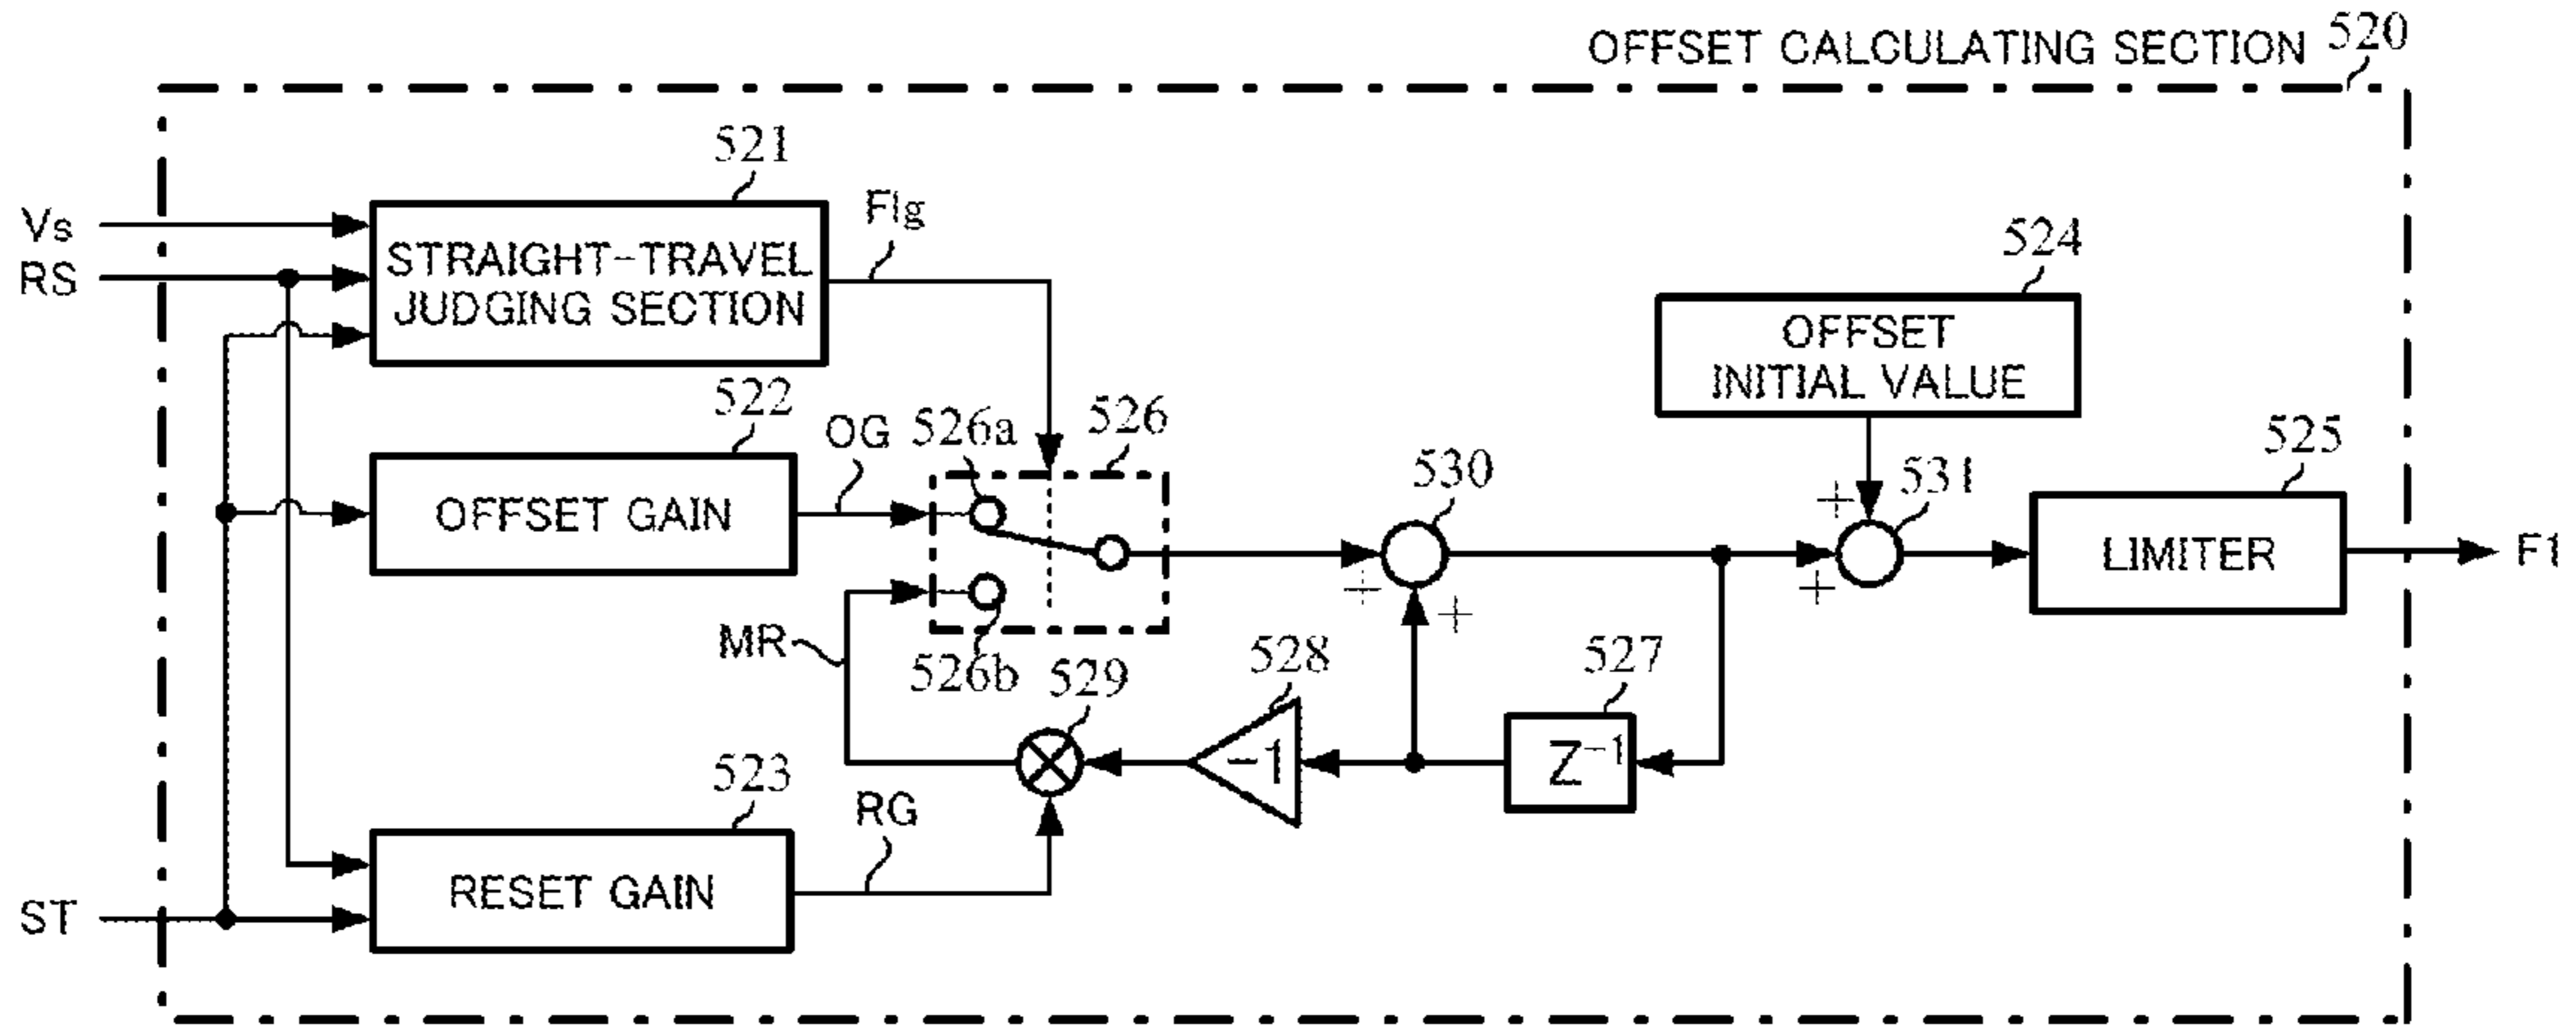 OFFSET CALCULATING SECTION 520
521
Vs
RS
STRAIGHT-TRAVEL
JUDGING SECTION
Flg
524
OFFSET
INITIAL VALUE
522
OG
526a
526
OFFSET GAIN
530
+
+
+
531
+
525
LIMITER
F1
MR
526b
529
528
-1
527
Z-1
523
RG
RESET GAIN
ST